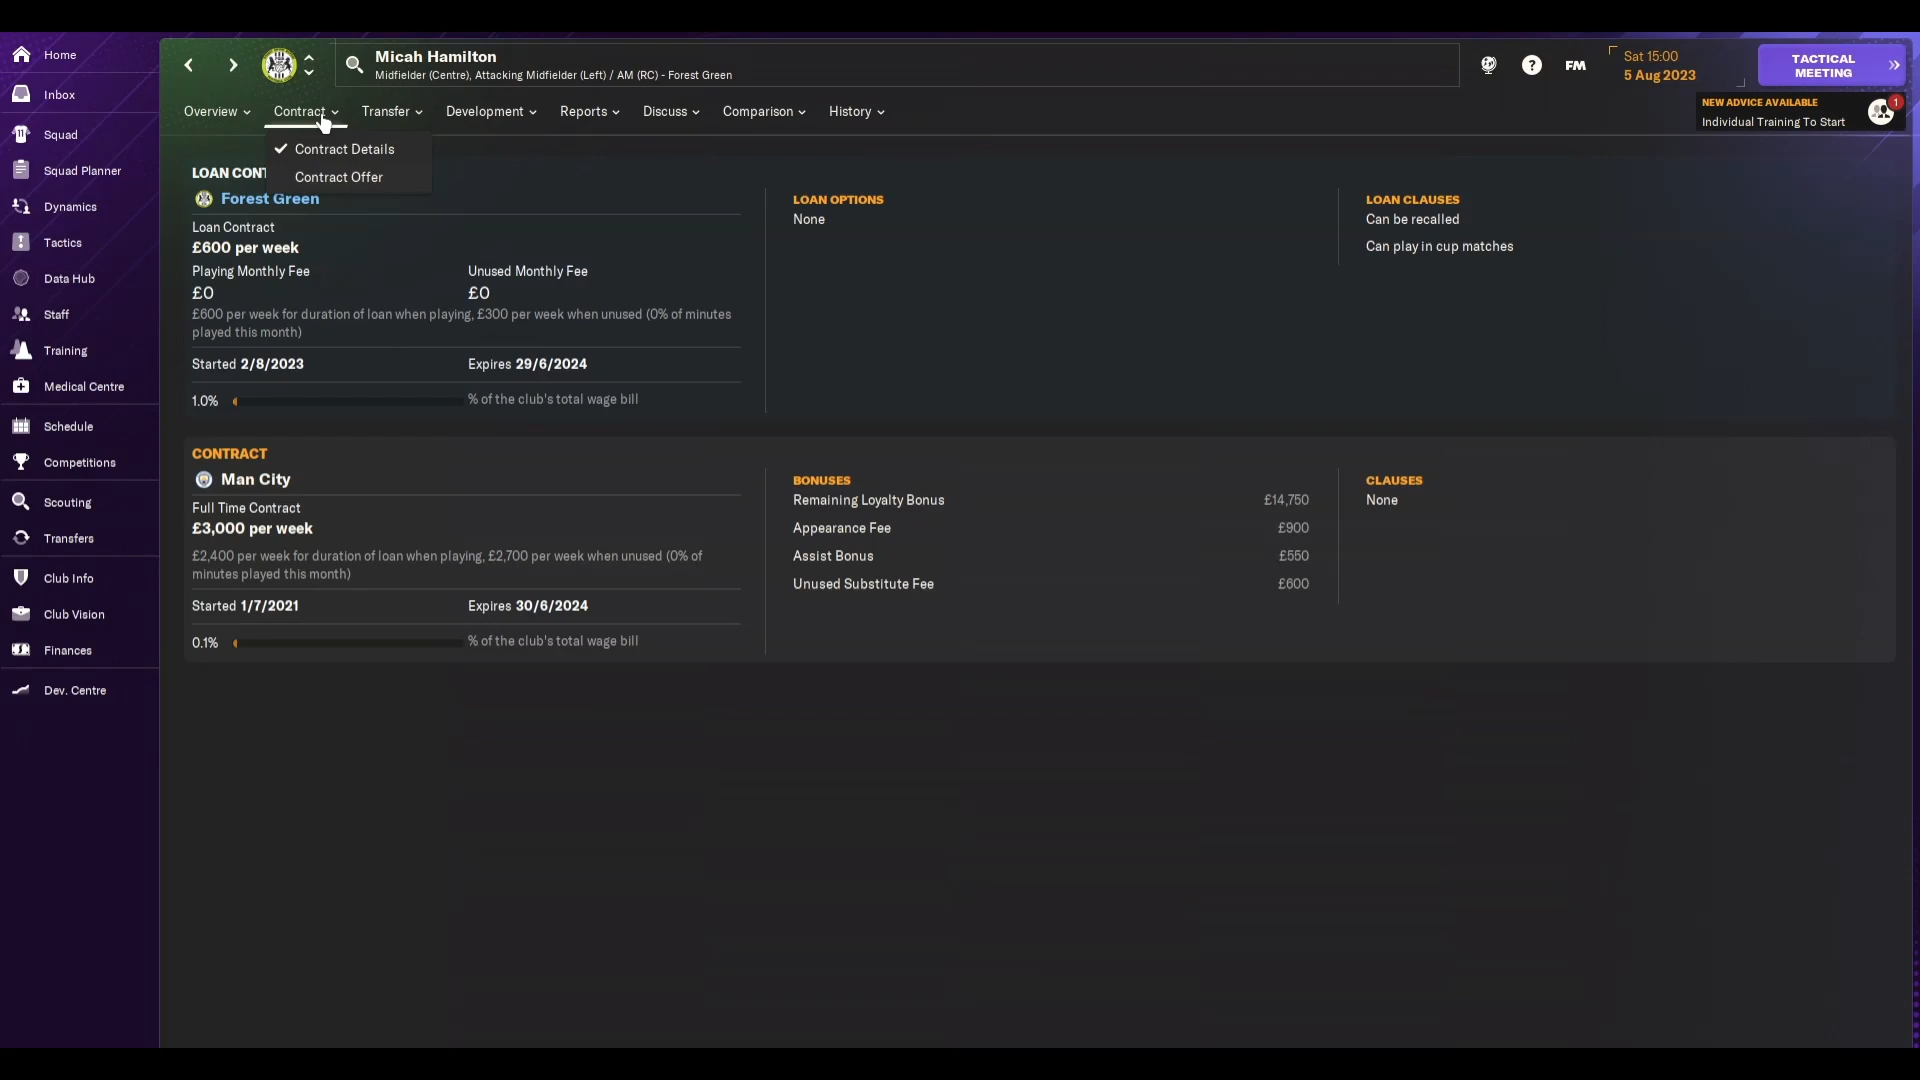 Home
Inbox
Squad
Squad Planner
Dynamics
Tactics
Data Hub
Staff
Training
Medical Centre
Schedule
Competitions
Scouting
Transfers
Club Info
Club Vision
Finances
Dev. Centre
Micah Hamilton
Midfielder (Centre), Attacking Midfielder (Left) / AM (RC) - Forest Green
? FM
Sat 15:00
5 Aug 2023
TACTICAL
MEETING
NEW ADVICE AVAILABLE
Individual Training To Start
1
Overview Contract Transfer Development Reports Discuss Comparison History
Contract Details
Contract Offer
LOAN CONT
Forest Green
Loan Contract
£600 per week
Playing Monthly Fee Unused Monthly Fee
£0 £0
£600 per week for duration of loan when playing, £300 per week when unused (0% of minutes
played this month)
Started 2/8/2023 Expires 29/6/2024
1.0% % of the club's total wage bill
LOAN OPTIONS
None
LOAN CLAUSES
Can be recalled
Can play in cup matches
CONTRACT
Man City
Full Time Contract
£3,000 per week
£2,400 per week for duration of loan when playing, £2,700 per week when unused (0% of
minutes played this month)
Started 1/7/2021 Expires 30/6/2024
0.1% % of the club's total wage bill
BONUSES
Remaining Loyalty Bonus £14,750
Appearance Fee £900
Assist Bonus £550
Unused Substitute Fee £600
CLAUSES
None